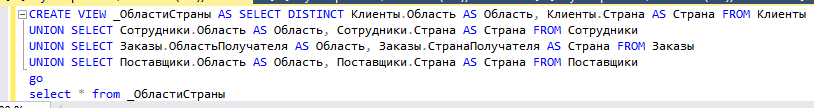 CREATE VIEW _ОбластиСтраны AS SELECT DISTINCT Клиенты.Область AS Область, Клиенты.Страна AS Страна FROM Клиенты
UNION SELECT Сотрудники.Область AS Область, Сотрудники.Страна AS Страна FROM Сотрудники
UNION SELECT Заказы.ОбластьПолучателя AS Область, Заказы.СтранаПолучателя AS Страна FROM Заказы
UNION SELECT Поставщики.Область AS Область, Поставщики.Страна AS Страна FROM Поставщики
go
select * from _ОбластиСтраны